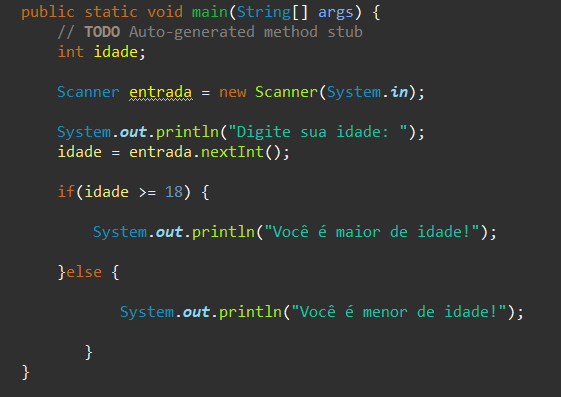 public static void main(String[] args) {
// TODO Auto-generated method stub
int idade;
Scanner entrada = new Scanner(System.in);
System.out.println("Digite sua idade: ");
idade = entrada.nextInt();
if(idade >= 18) {
System.out.println("Você é maior de idade!");
}else {
System.out.println("Você é menor de idade!");
}
}